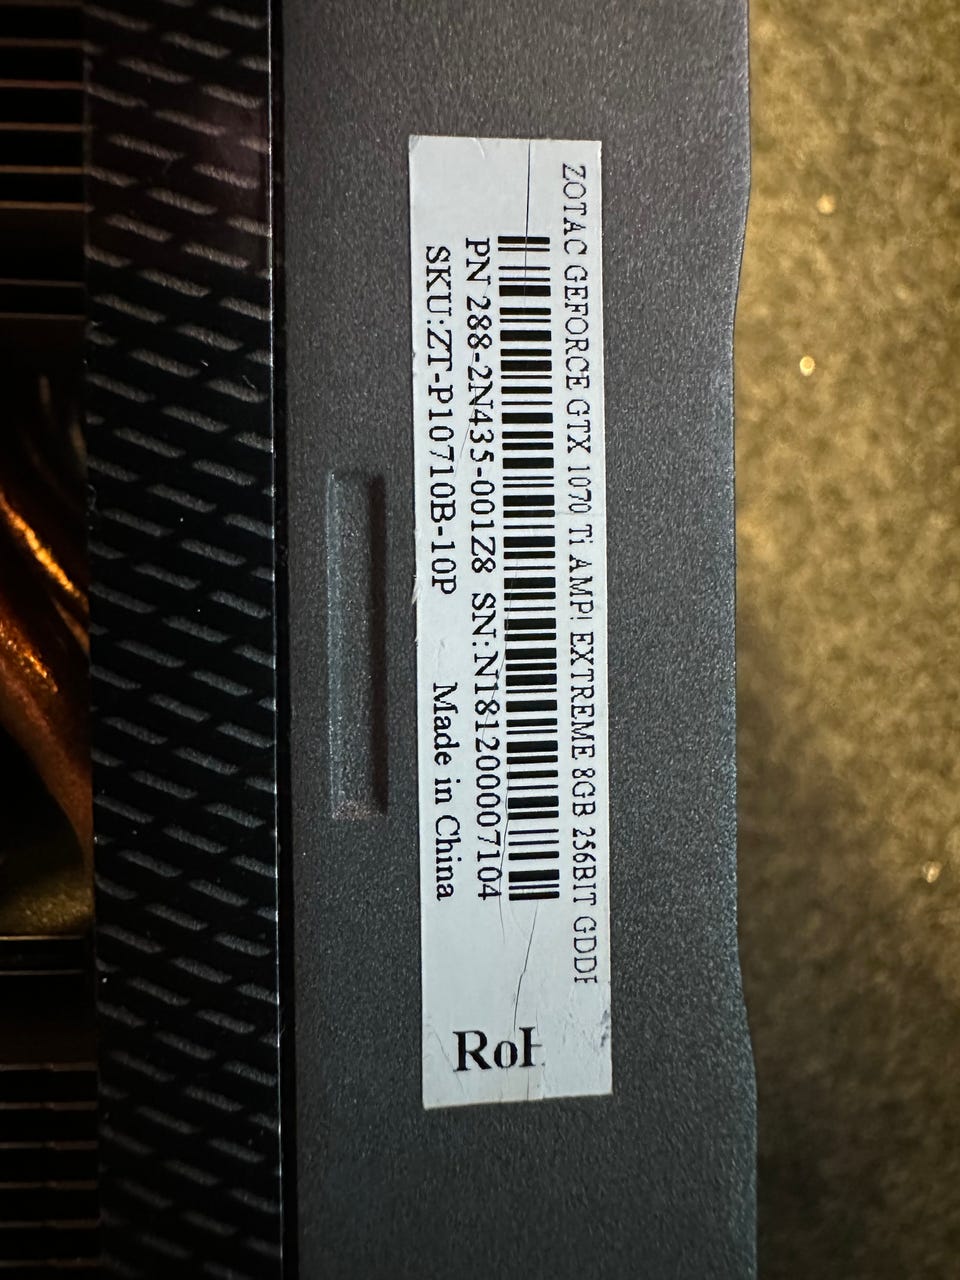 ZOTAC GEFORCE GTX 1070 Ti AMP! EXTREME 8GB 256BIT GDDF
PN 288-2N435-001Z8 SN:N181200007104
SKU:ZT-P10710B-10P Made in China
RoH